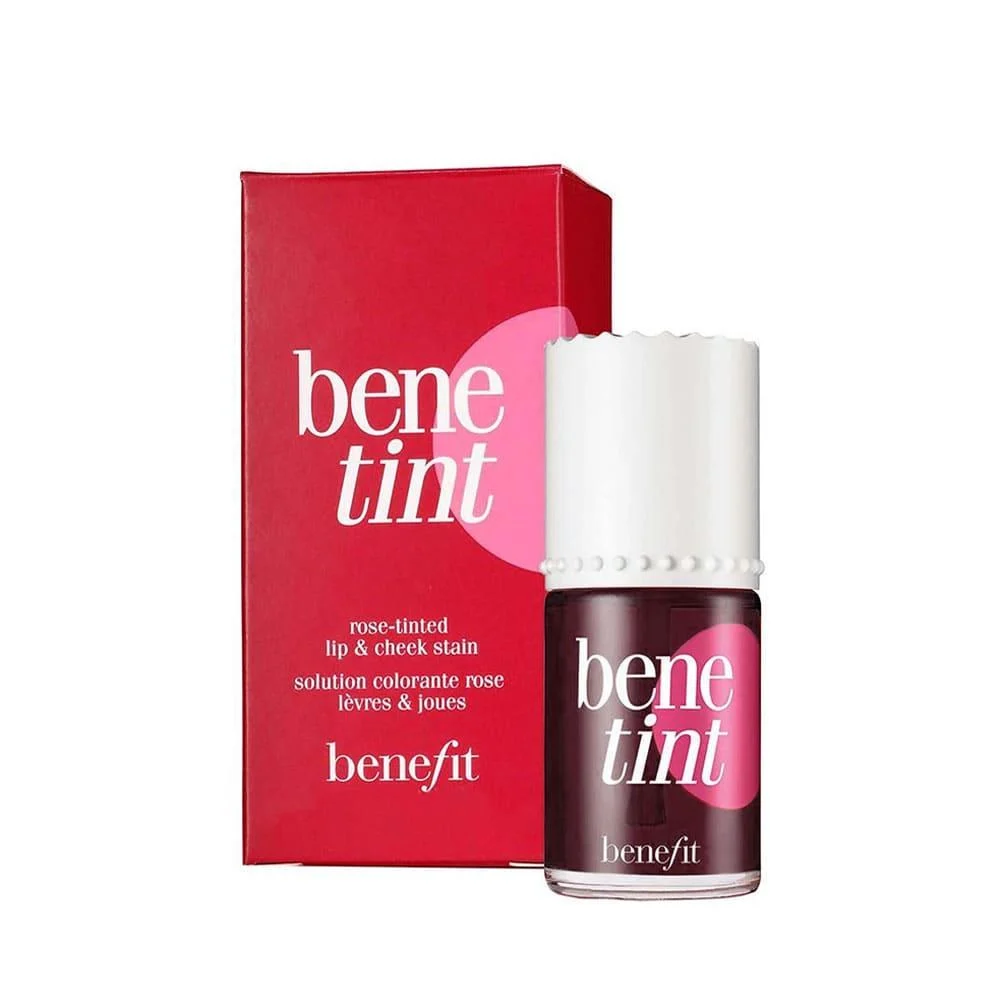 bene
tint
rose-tinted
lip & cheek stain
solution colorante rose
lèvres & joues
benefit
bene
tint
benefit